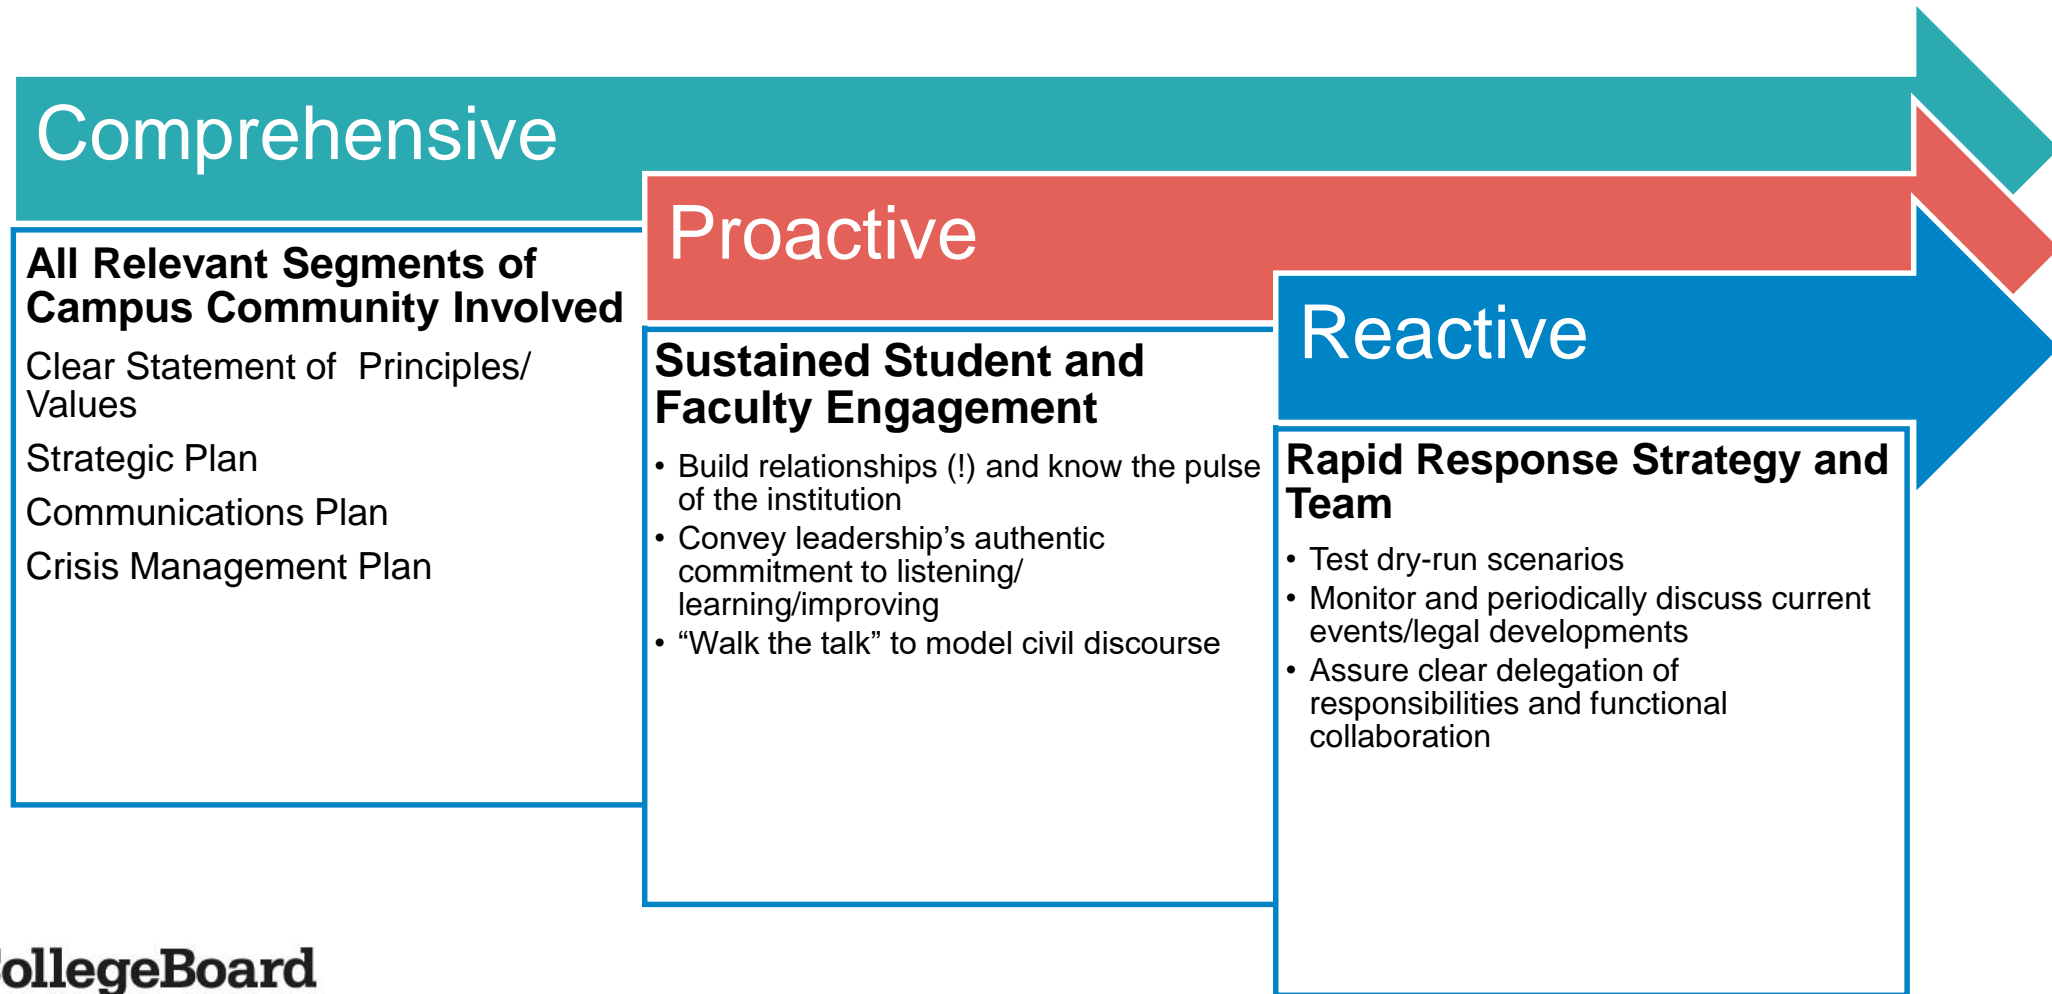 Comprehensive
All Relevant Segments of
Campus Community Involved
Clear Statement of Principles/
Values
Strategic Plan
Communications Plan
Crisis Management Plan
Proactive
Sustained Student and
Faculty Engagement
• Build relationships (!) and know the pulse
of the institution
• Convey leadership’s authentic
commitment to listening/
learning/improving
• “Walk the talk” to model civil discourse
Reactive
Rapid Response Strategy and
Team
• Test dry-run scenarios
• Monitor and periodically discuss current
events/legal developments
• Assure clear delegation of
responsibilities and functional
collaboration
ollegeBoard